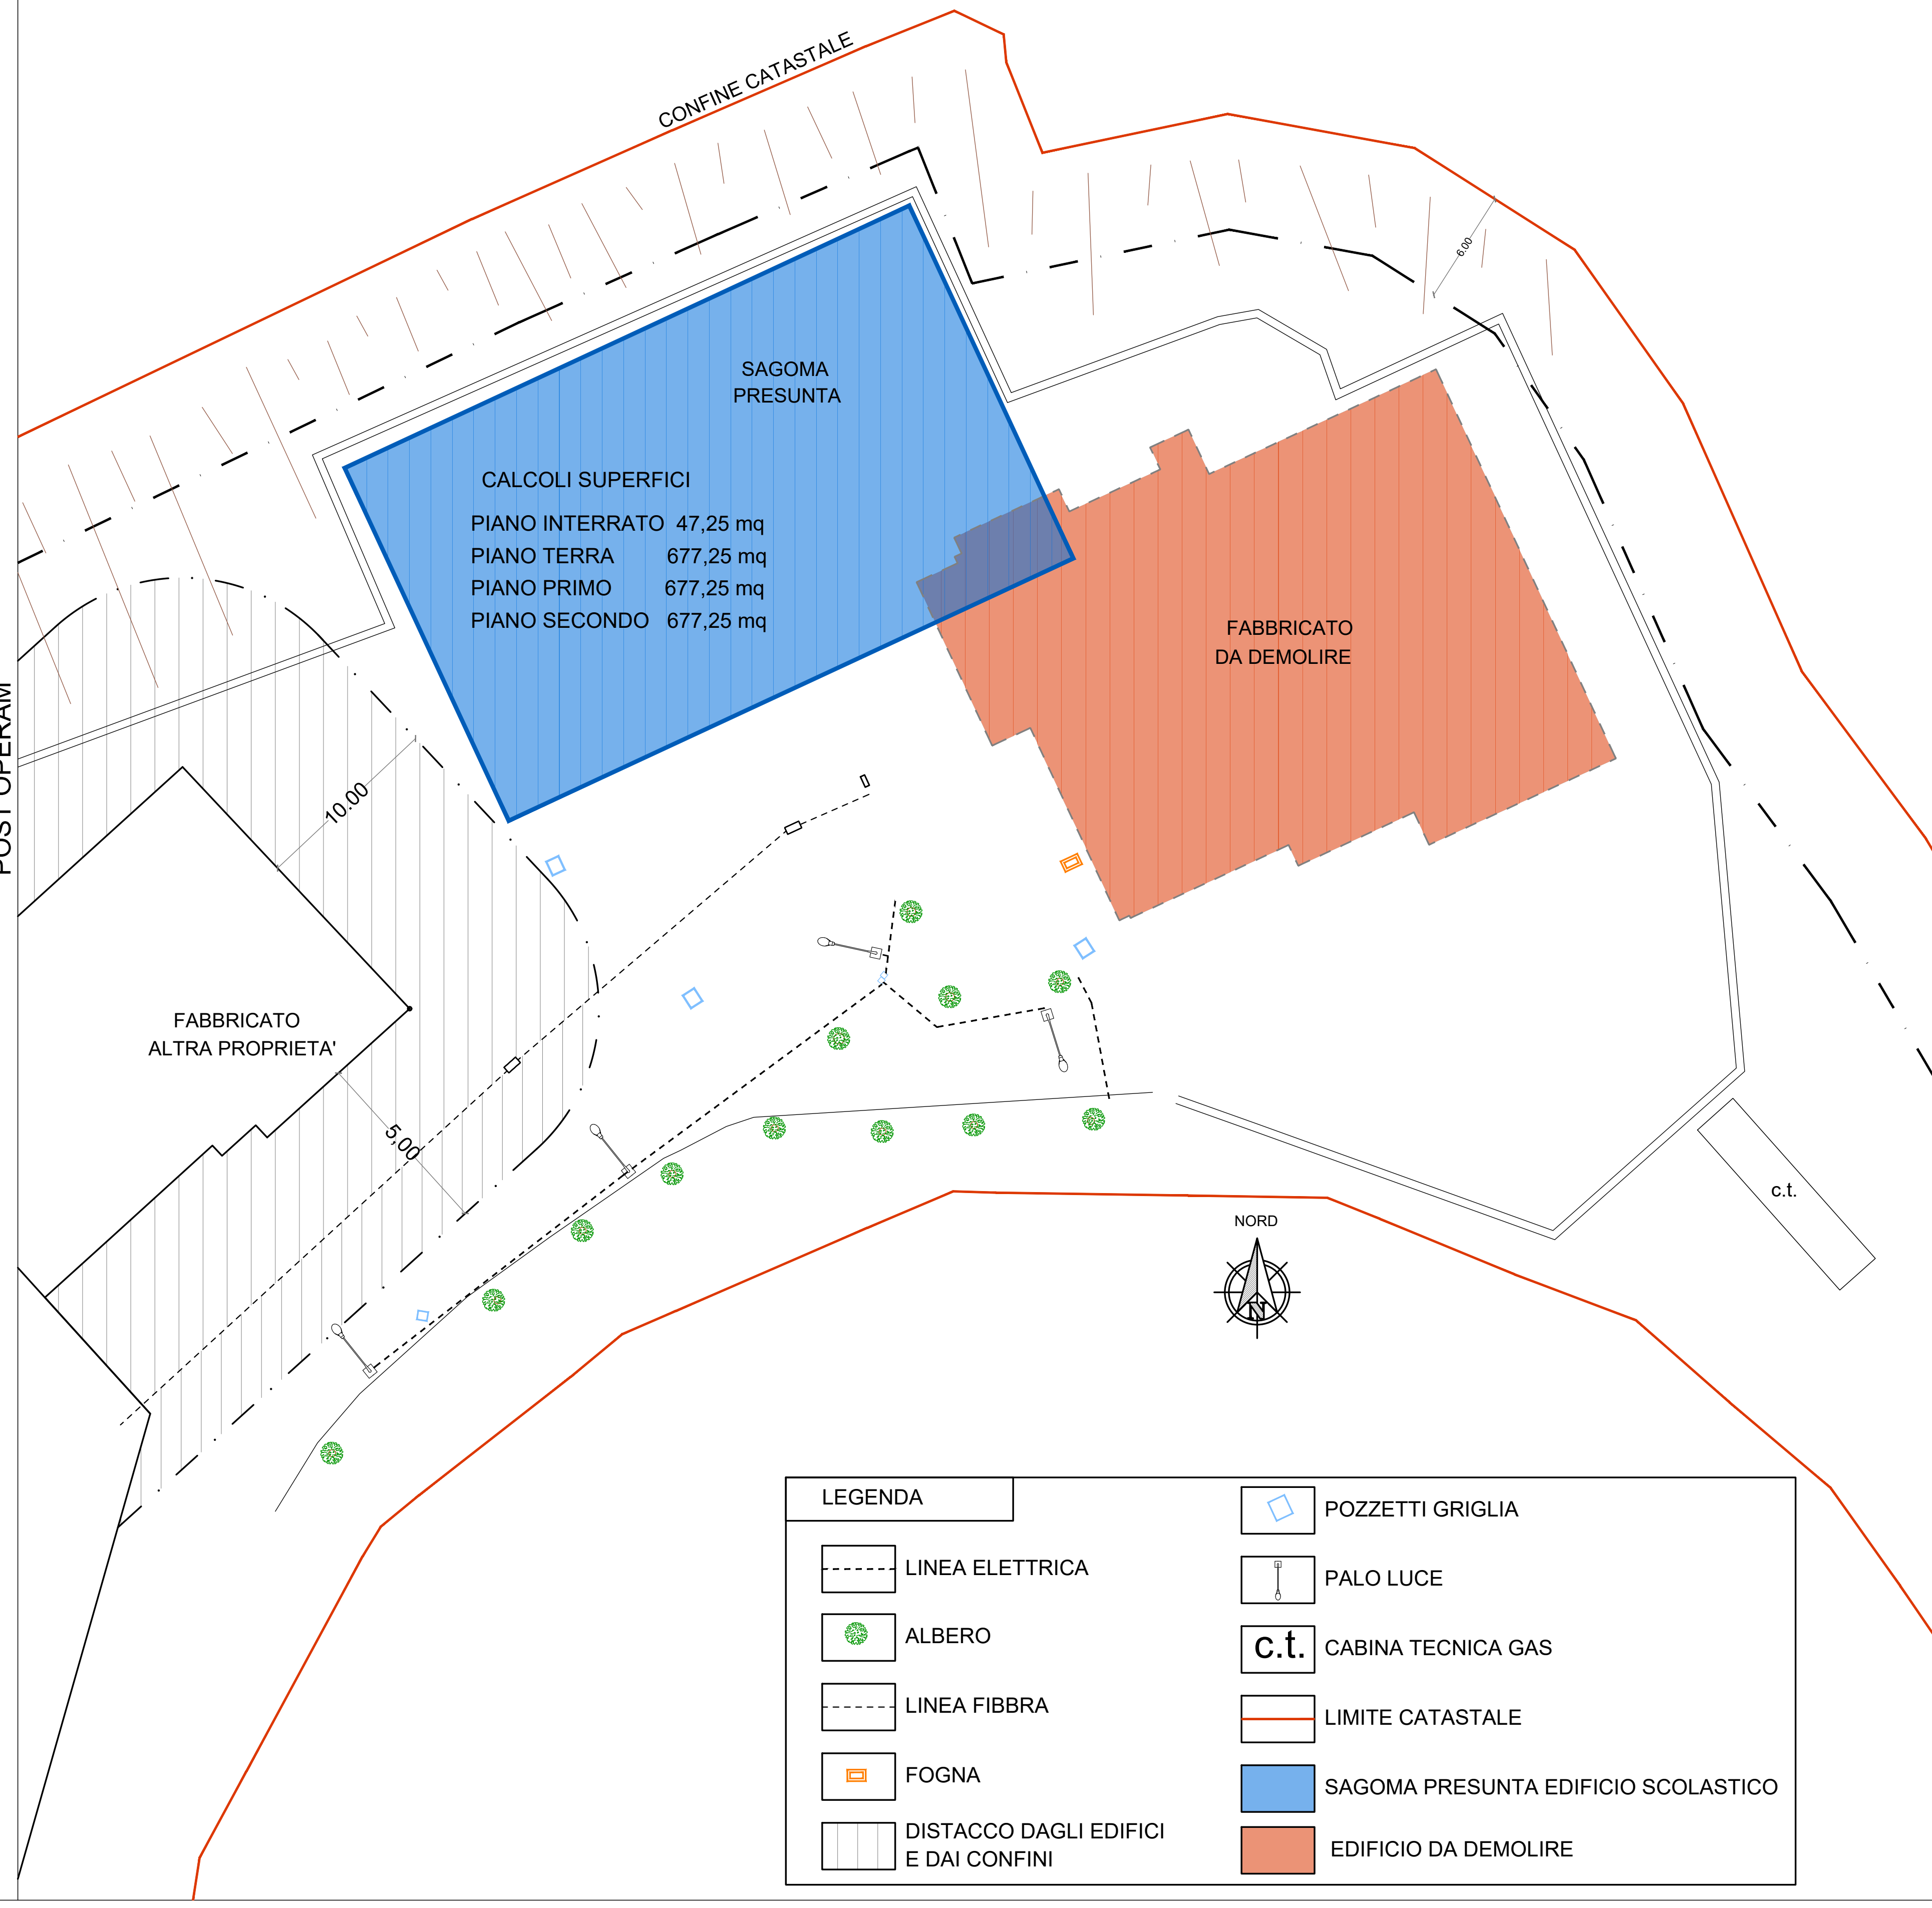 CONFINE CATASTALE
6.00
SAGOMA
PRESUNTA
CALCOLI SUPERFICI
PIANO INTERRATO 47,25 mq
PIANO TERRA 677,25 mq
PIANO PRIMO 677,25 mq
PIANO SECONDO 677,25 mq
FABBRICATO
DA DEMOLIRE
POST OPERAM
10.00
FABBRICATO
ALTRA PROPRIETA'
5,00
c.t.
NORD
N
LEGENDA
LINEA ELETTRICA
ALBERO
LINEA FIBBRA
FOGNA
DISTACCO DAGLI EDIFICI
E DAI CONFINI
POZZETTI GRIGLIA
PALO LUCE
c.t. CABINA TECNICA GAS
LIMITE CATASTALE
SAGOMA PRESUNTA EDIFICIO SCOLASTICO
EDIFICIO DA DEMOLIRE